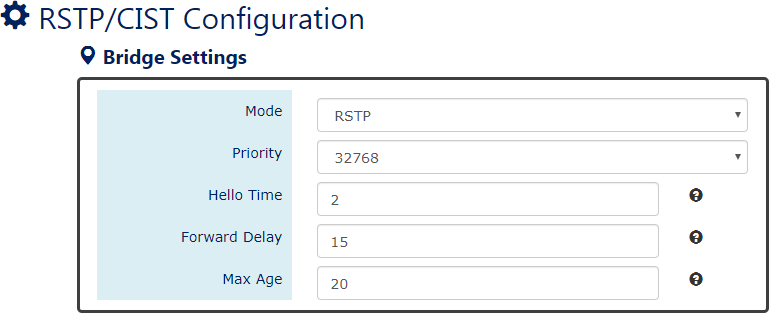 RSTP/CIST Configuration
Bridge Settings
Mode RSTP
Priority 32768
Hello Time 2
Forward Delay 15
Max Age 20